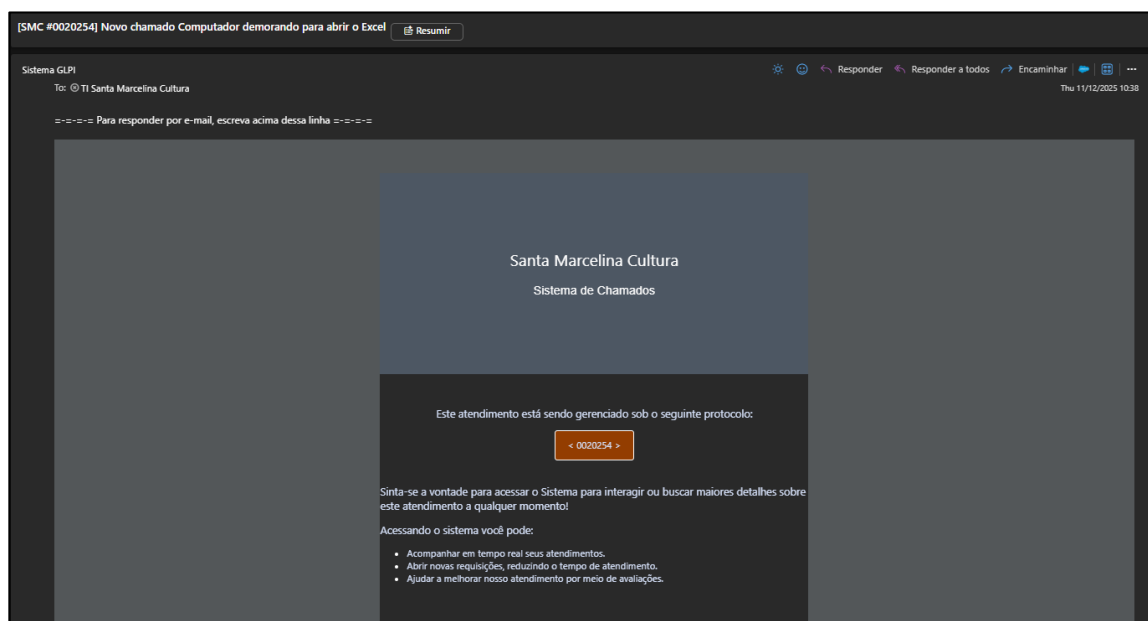 [SMC #0020254] Novo chamado Computador demorando para abrir o Excel Resumir
Sistema GLPI
Responder Responder a todos Encaminhar ...
To: TI Santa Marcelina Cultura
Thu 11/12/2025 10:38
=-=-=-= Para responder por e-mail, escreva acima dessa linha =-=-=-=
Santa Marcelina Cultura
Sistema de Chamados
Este atendimento está sendo gerenciado sob o seguinte protocolo:
< 0020254 >
Sinta-se a vontade para acessar o Sistema para interagir ou buscar maiores detalhes sobre
este atendimento a qualquer momento!
Acessando o sistema você pode:
• Acompanhar em tempo real seus atendimentos.
• Abrir novas requisições, reduzindo o tempo de atendimento.
• Ajudar a melhorar nosso atendimento por meio de avaliações.